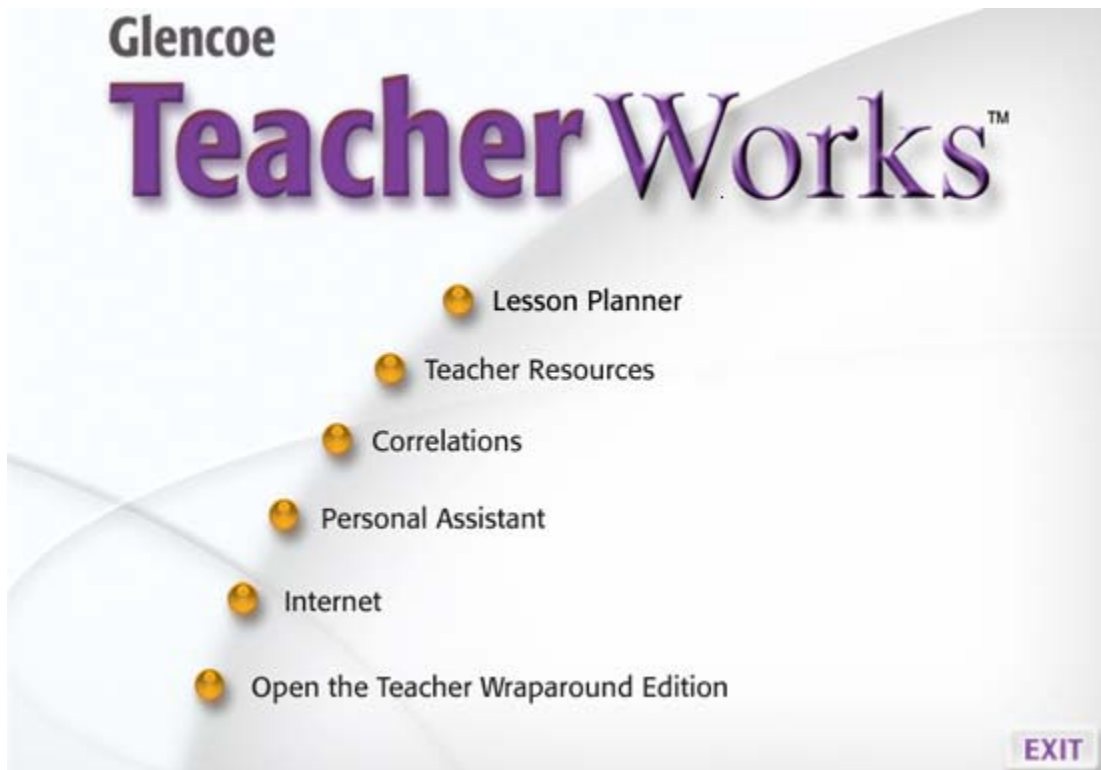 Glencoe
TeacherWorks™
Lesson Planner
Teacher Resources
Correlations
Personal Assistant
Internet
Open the Teacher Wraparound Edition
EXIT